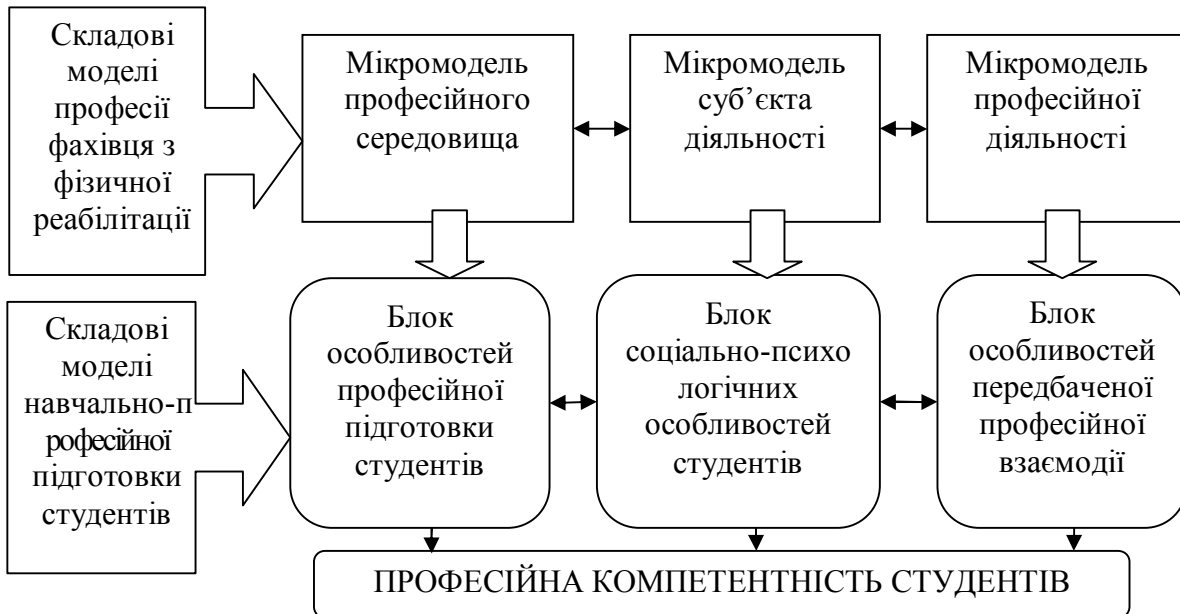 Складові
моделі
професії
фахівця з
фізичної
реабілітації
Мікромодель
професійного
середовища
Мікромодель
суб’єкта
діяльності
Мікромодель
професійної
діяльності
Складові
моделі
навчально-п
рофесійної
підготовки
студентів
Блок
особливостей
професійної
підготовки
студентів
Блок
соціально-психо
логічних
особливостей
студентів
Блок
особливостей
передбаченої
професійної
взаємодії
ПРОФЕСІЙНА КОМПЕТЕНТНІСТЬ СТУДЕНТІВ